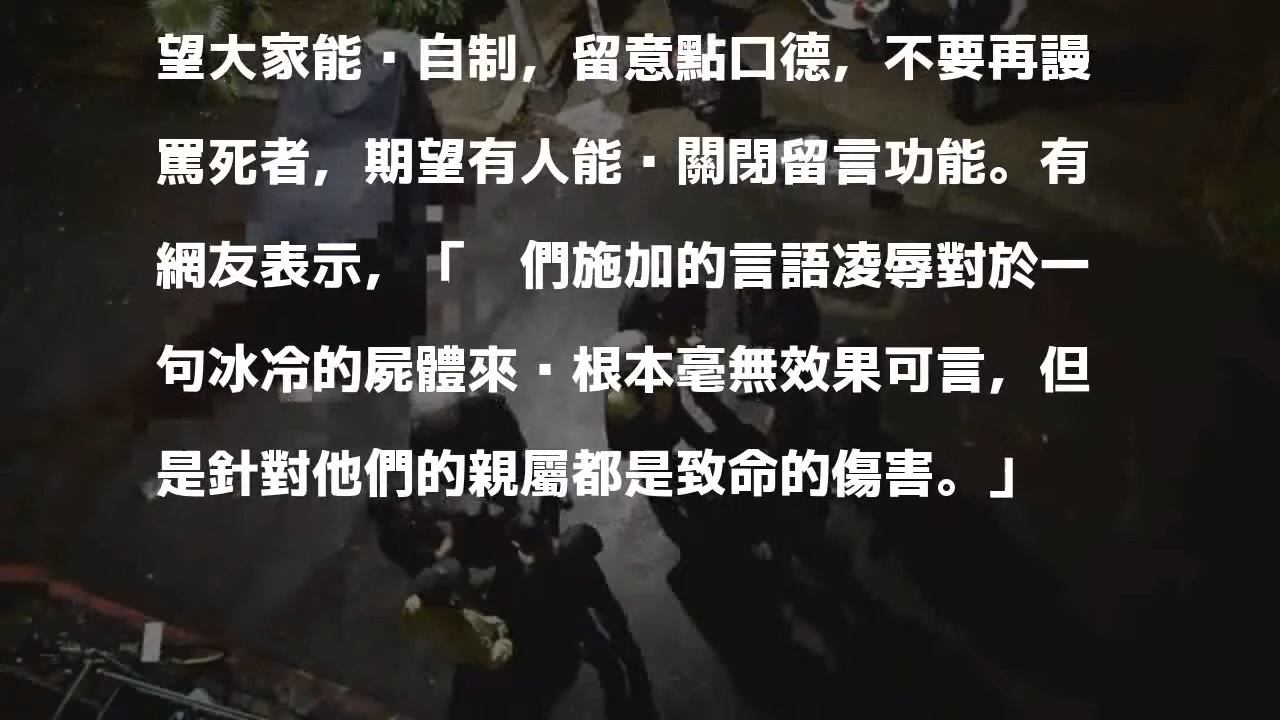 望大家能▪自制，留意點口德，不要再謾
罵死者，期望有人能▪關閉留言功能。有
網友表示，「　們施加的言語凌辱對於一
句冰冷的屍體來▪根本毫無效果可言，但
是針對他們的親屬都是致命的傷害。」